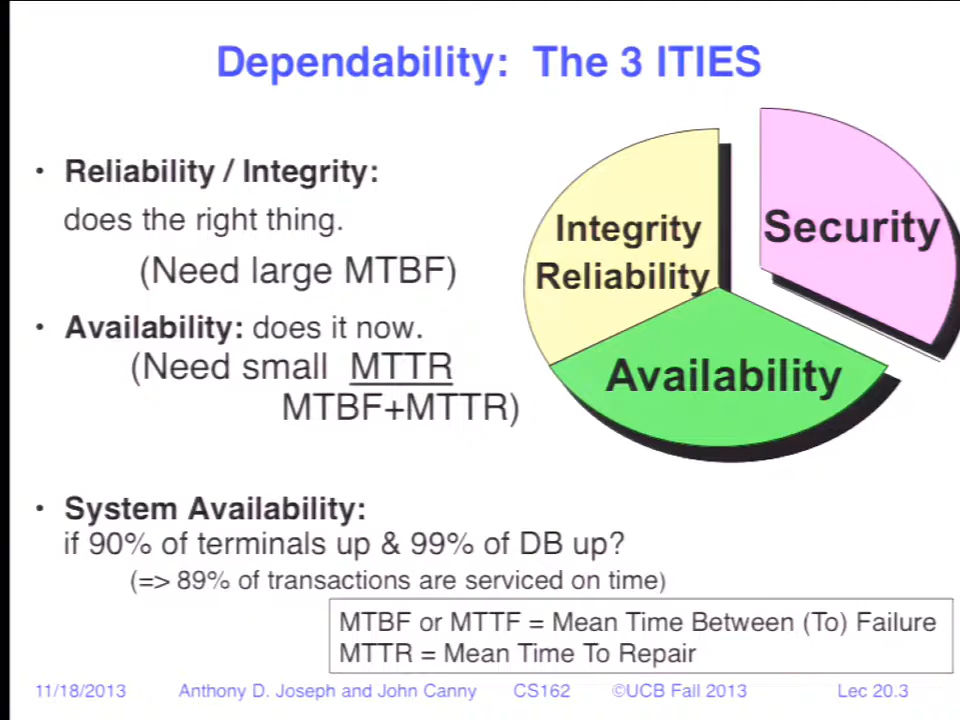 Dependability: The 3 ITIES
• Reliability / Integrity:
does the right thing.
(Need large MTBF)
• Availability: does it now.
(Need small MTTR
MTBF+MTTR)
Integrity
Reliability
Security
Availability
• System Availability:
if 90% of terminals up & 99% of DB up?
(=> 89% of transactions are serviced on time)
MTBF or MTTF = Mean Time Between (To) Failure
MTTR = Mean Time To Repair
11/18/2013 Anthony D. Joseph and John Canny CS162 ©UCB Fall 2013 Lec 20.3